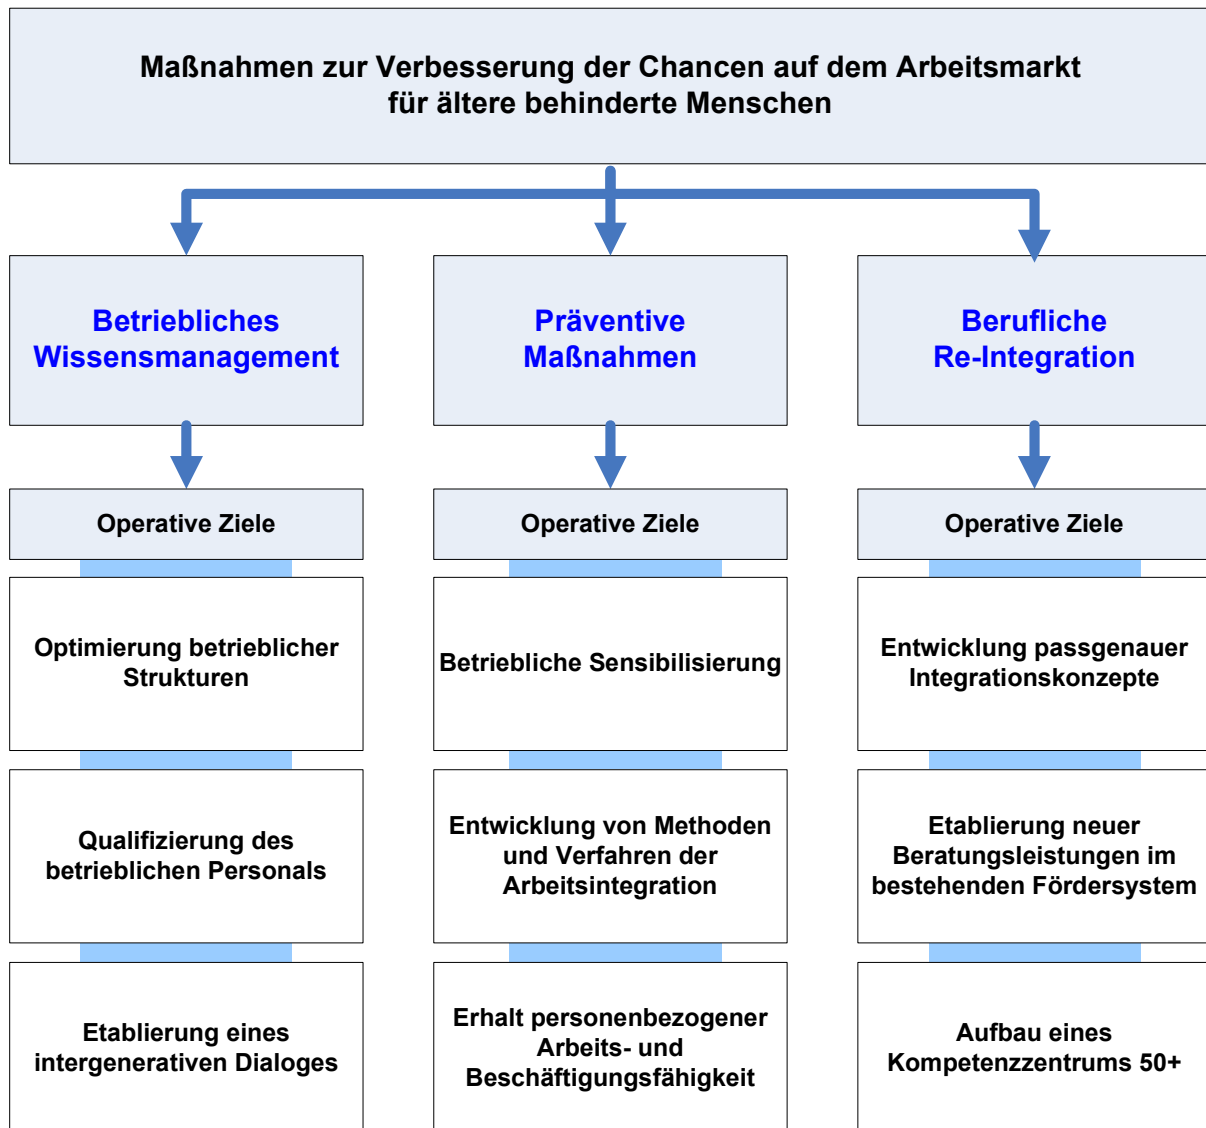 Maßnahmen zur Verbesserung der Chancen auf dem Arbeitsmarkt
für ältere behinderte Menschen
Betriebliches
Wissensmanagement
Präventive
Maßnahmen
Berufliche
Re-Integration
Operative Ziele
Operative Ziele
Operative Ziele
Optimierung betrieblicher
Strukturen
Betriebliche Sensibilisierung
Entwicklung passgenauer
Integrationskonzepte
Qualifizierung des
betrieblichen Personals
Entwicklung von Methoden
und Verfahren der
Arbeitsintegration
Etablierung neuer
Beratungsleistungen im
bestehenden Fördersystem
Etablierung eines
intergenerativen Dialoges
Erhalt personenbezogener
Arbeits- und
Beschäftigungsfähigkeit
Aufbau eines
Kompetenzzentrums 50+